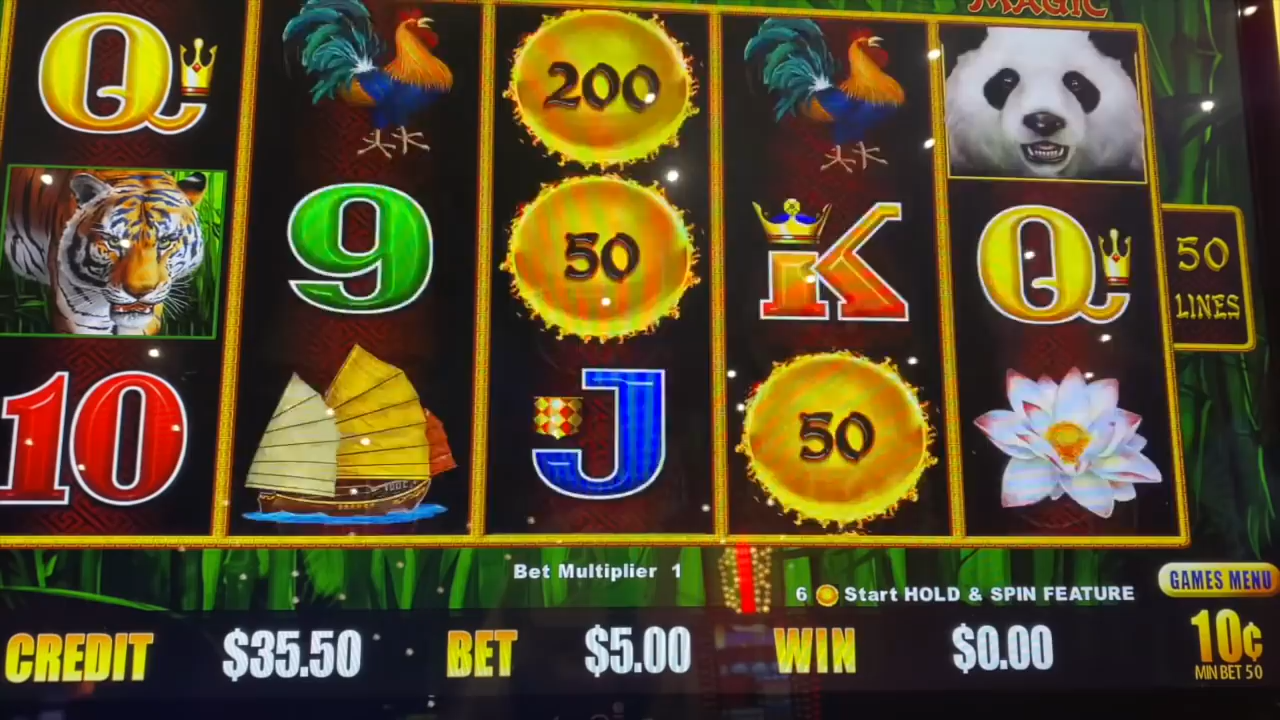 MAGIC
Q 200
9 50 K Q
10 J 50
50
LINES
Bet Multiplier 1
6 Start HOLD & SPIN FEATURE
GAMES MENU
CREDIT $35.50 BET $5.00 WIN $0.00
10¢
MIN BET 50